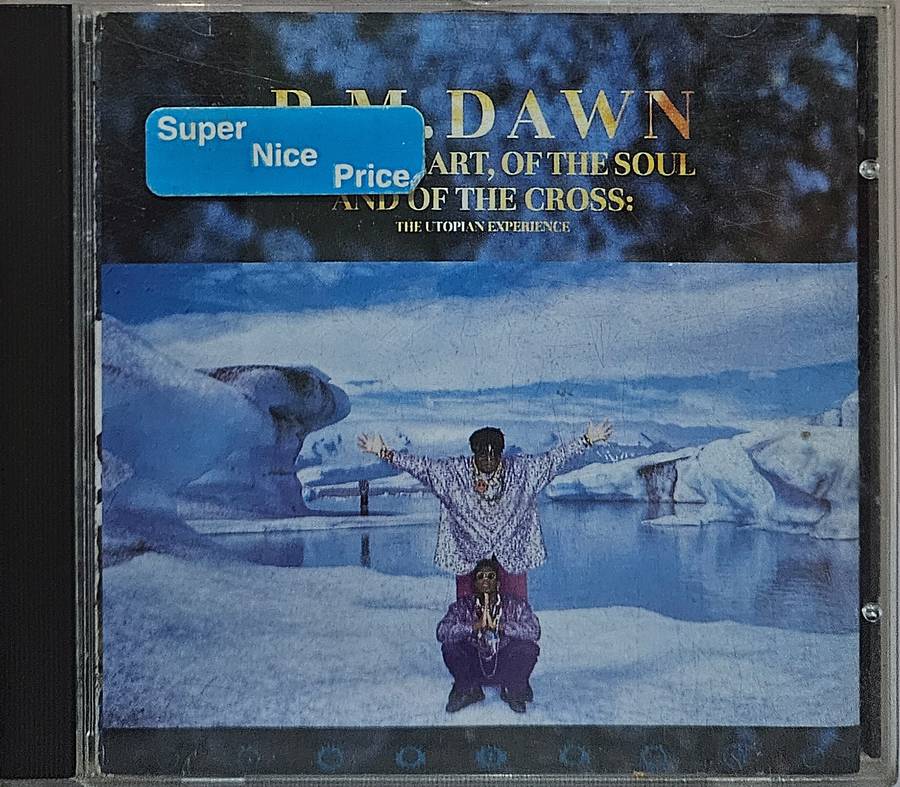 Super
Nice
Price
DAWN
ART, OF THE SOUL
AND OF THE CROSS:
THE UTOPIAN EXPERIENCE